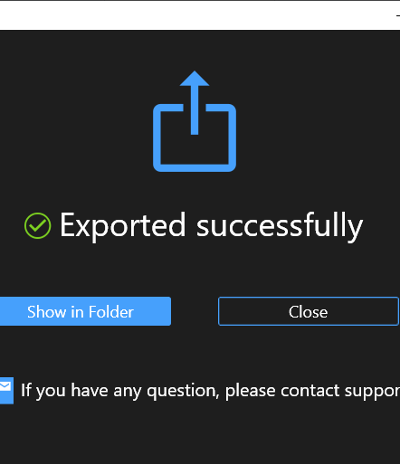 Exported successfully
Show in Folder
Close
If you have any question, please contact suppor